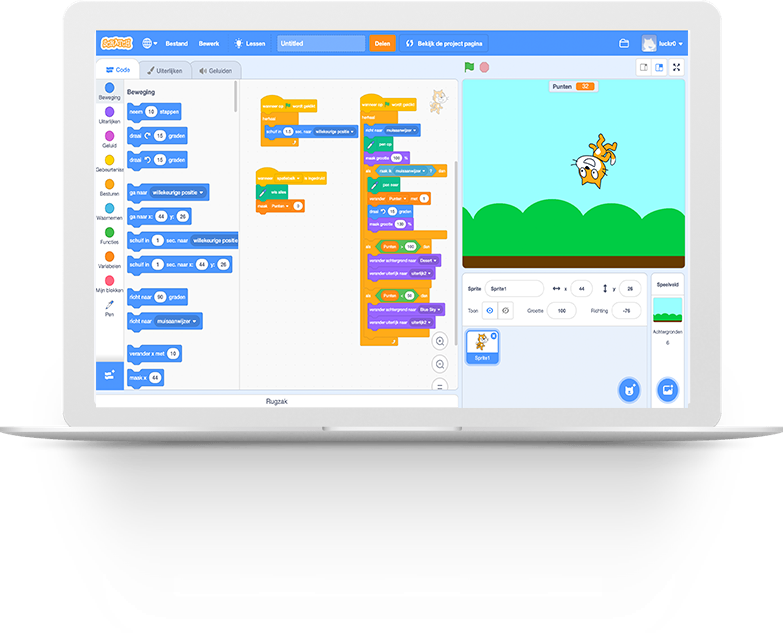 SCRATCH
Bestand
Bewerk
Lessen
Untitled
Delen
Bekijk de project pagina
luckr0
Code
Uiterlijken
Geluiden
Beweging
Uiterlijken
Geluid
Gebeurtenissen
Besturen
Waarnemen
Functies
Variabelen
Mijn blokken
Pen
Beweging
neem 10 stappen
draai 15 graden
draai 15 graden
ga naar willekeurige positie
ga naar x: 44 y: 26
schuif in 1 sec. naar willekeurige positie
schuif in 1 sec. naar x: 44 y: 26
richt naar 90 graden
richt naar muisaanwijzer
verander x met 10
maak x 44
wanneer wordt geklikt
herhaal
schuif in 1.5 sec. naar willekeurige positie
wanneer spatiebalk is ingedrukt
wis alles
maak Punten 0
wanneer op wordt geklikt
herhaal
richt naar muisaanwijzer
pen op
maak grootte 100 %
als raak ik muisaanwijzer ? dan
pen neer
verander Punten met 1
draai 15 graden
maak grootte %
als Punten 100 dan
verander achtergrond naar Desert
verander uiterlijk naar uiterlijk2
als Punten 50 dan
verander achtergrond naar Blue Sky
verander uiterlijk naar uiterlijk2
Rugzak
Punten 32
Sprite Sprite1 x 44 y 26
Toon Grootte 100 Richting -75
Sprite1
Speelveld
Achtergronden
6